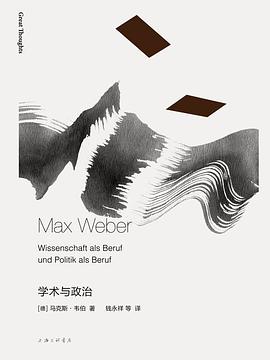 Great Thoughts
Max Weber
Wissenschaft als Beruf
und Politik als Beruf
学术与政治
[德] 马克斯·韦伯 著 钱永祥 等 译
上海三联书店